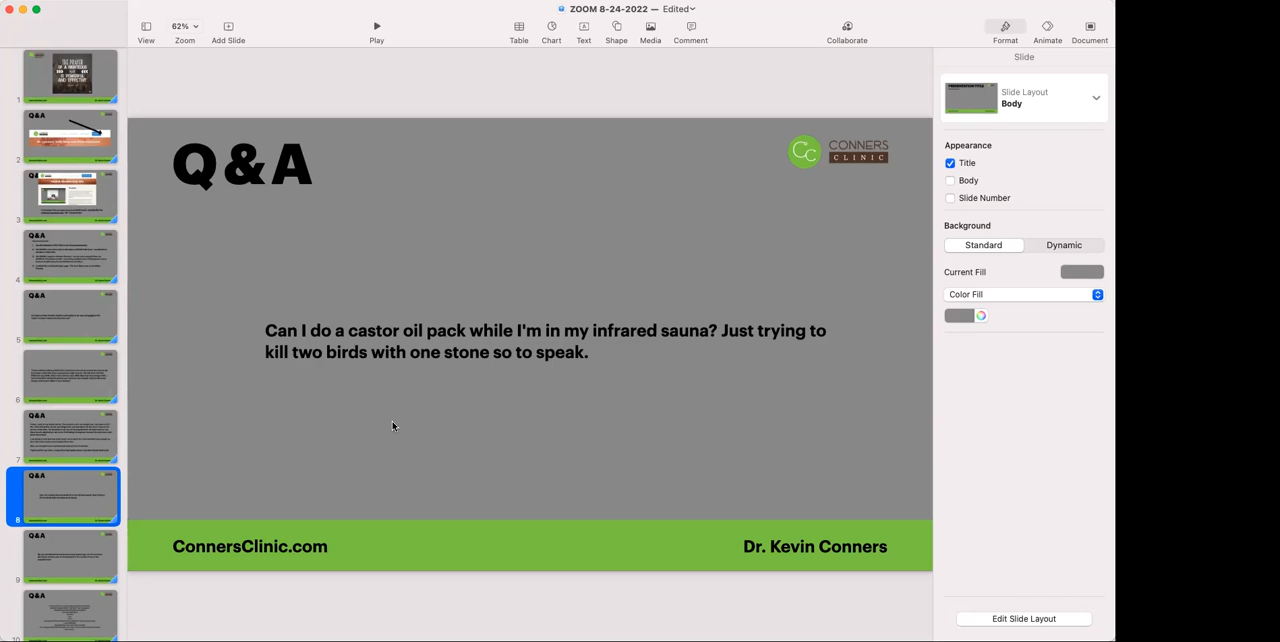 ZOOM 8-24-2022 — Edited
62%
View
Zoom
Add Slide
Play
Table
Chart
Text
Shape
Media
Comment
Collaborate
Format
Animate
Document
1
Q&A
2
3
4
Q&A
5
6
Q&A
7
Q&A
8
Q&A
9
Q&A
10
Q&A
CC
CONNERS
CLINIC
Can I do a castor oil pack while I'm in my infrared sauna? Just trying to
kill two birds with one stone so to speak.
ConnersClinic.com
Dr. Kevin Conners
Slide
Slide Layout
Body
Appearance
Title
Body
Slide Number
Background
Standard
Dynamic
Current Fill
Color Fill
Edit Slide Layout